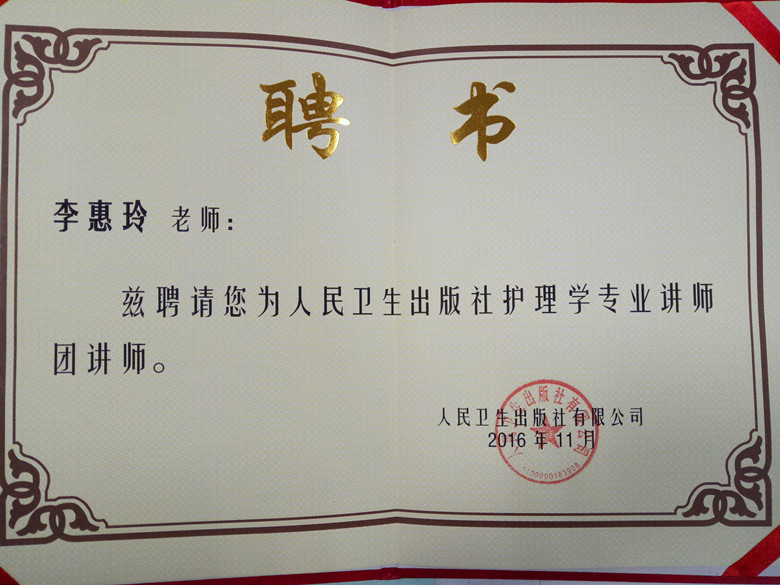 聘书
李惠玲 老师：
兹聘请您为人民卫生出版社护理学专业讲师
团讲师。
人民卫生出版社有限公司
2016 年 11 月